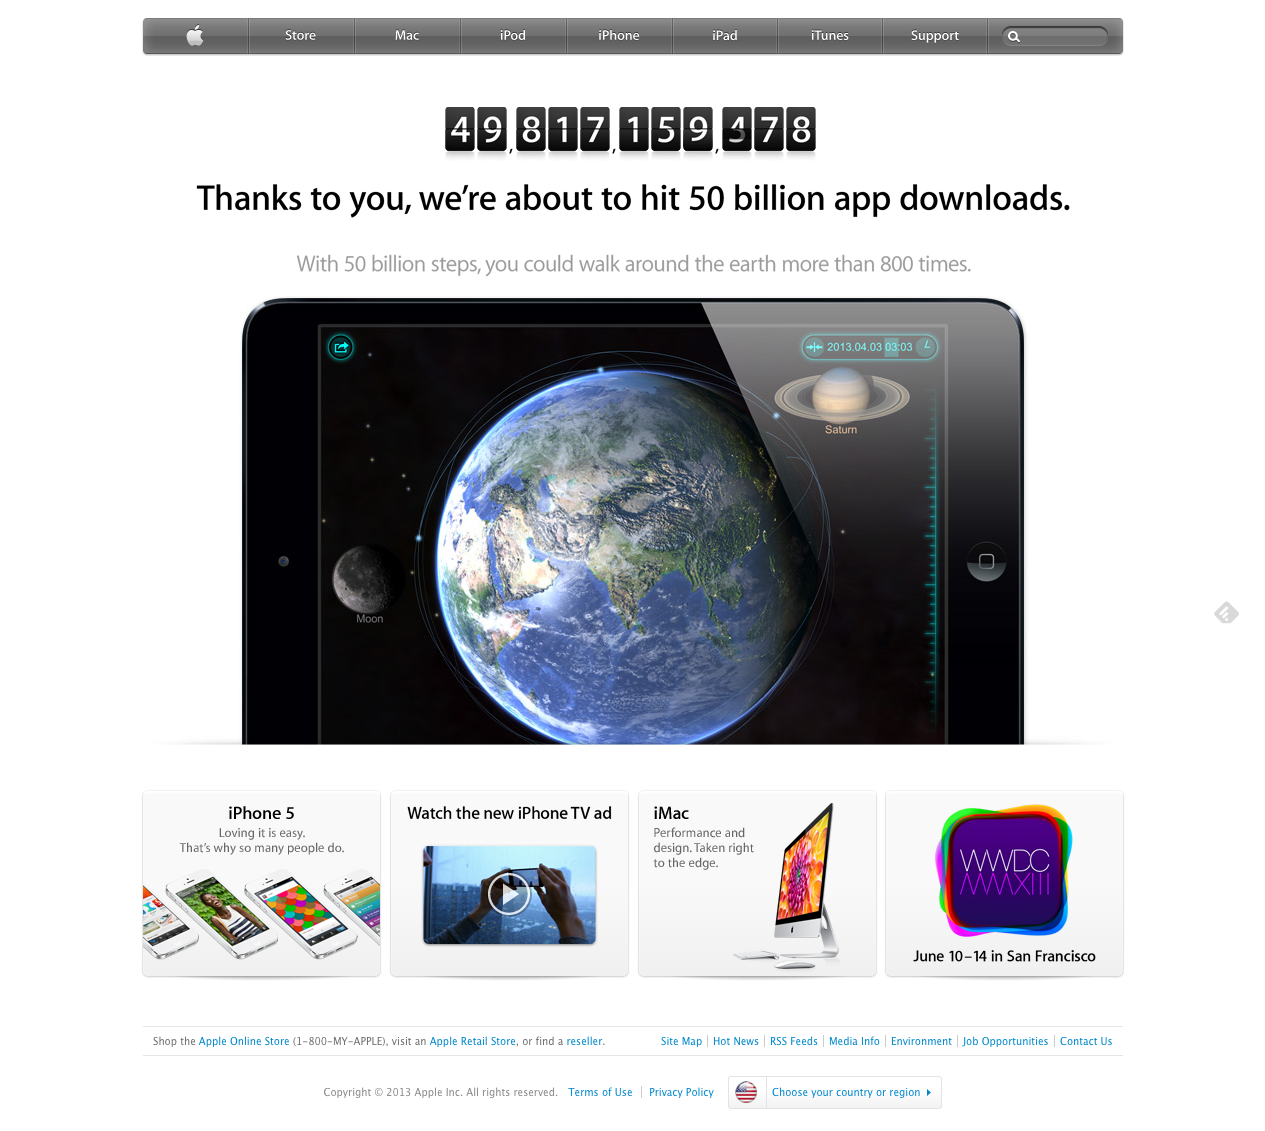 Store Mac iPod iPhone iPad iTunes Support
49,817,159,478
Thanks to you, we're about to hit 50 billion app downloads.
With 50 billion steps, you could walk around the earth more than 800 times.
2013.04.03 03:03
Saturn
Moon
iPhone 5
Loving it is easy.
That's why so many people do.
Watch the new iPhone TV ad
iMac
Performance and
design. Taken right
to the edge.
WWDC
MMXIII
June 10–14 in San Francisco
Shop the Apple Online Store (1-800-MY-APPLE), visit an Apple Retail Store, or find a reseller.
Site Map | Hot News | RSS Feeds | Media Info | Environment | Job Opportunities | Contact Us
Copyright © 2013 Apple Inc. All rights reserved. Terms of Use | Privacy Policy
Choose your country or region